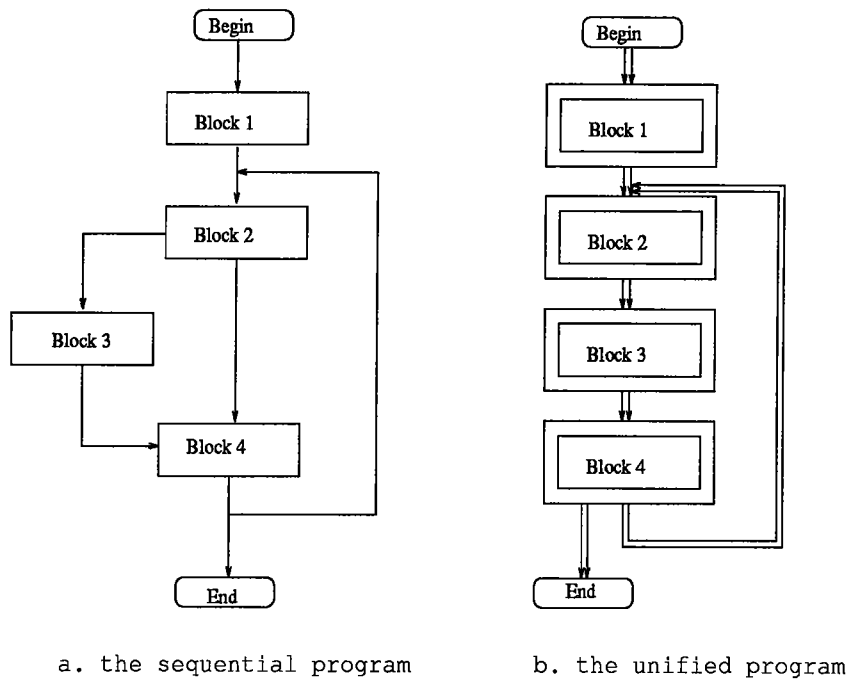 Begin
Block 1
Block 2
Block 3
Block 4
End
a. the sequential program
Begin
Block 1
Block 2
Block 3
Block 4
End
b. the unified program